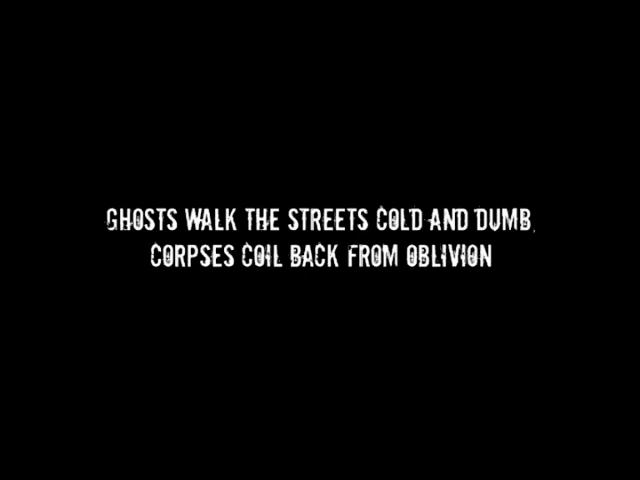 GHOSTS WALK THE STREETS COLD AND DUMB,
CORPSES COIL BACK FROM OBLIVION